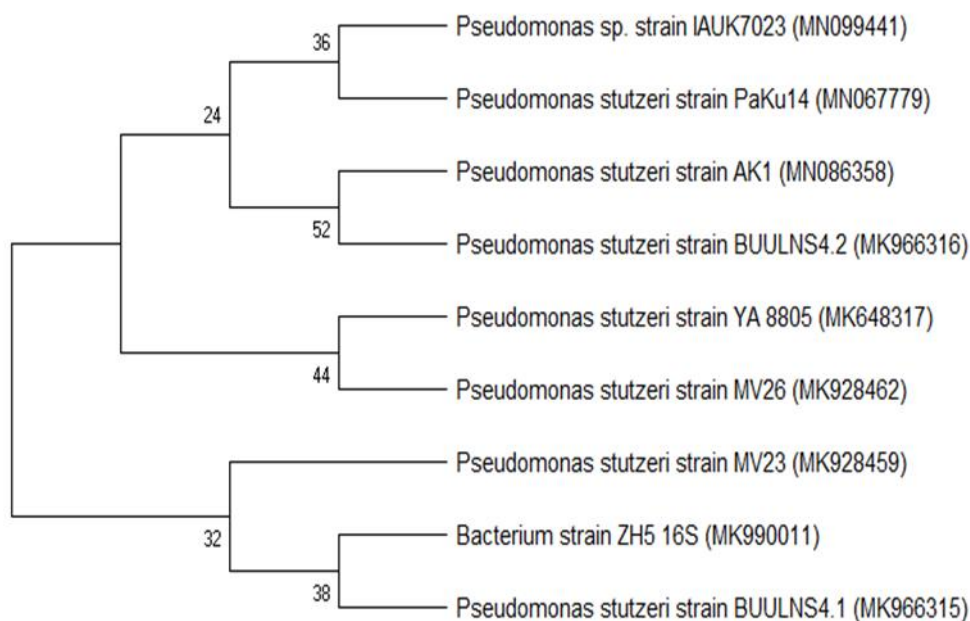 Pseudomonas sp. strain IAUK7023 (MN099441)
36
Pseudomonas stutzeri strain PaKu14 (MN067779)
24
Pseudomonas stutzeri strain AK1 (MN086358)
52
Pseudomonas stutzeri strain BUULNS4.2 (MK966316)
Pseudomonas stutzeri strain YA 8805 (MK648317)
44
Pseudomonas stutzeri strain MV26 (MK928462)
Pseudomonas stutzeri strain MV23 (MK928459)
32
Bacterium strain ZH5 16S (MK990011)
38
Pseudomonas stutzeri strain BUULNS4.1 (MK966315)